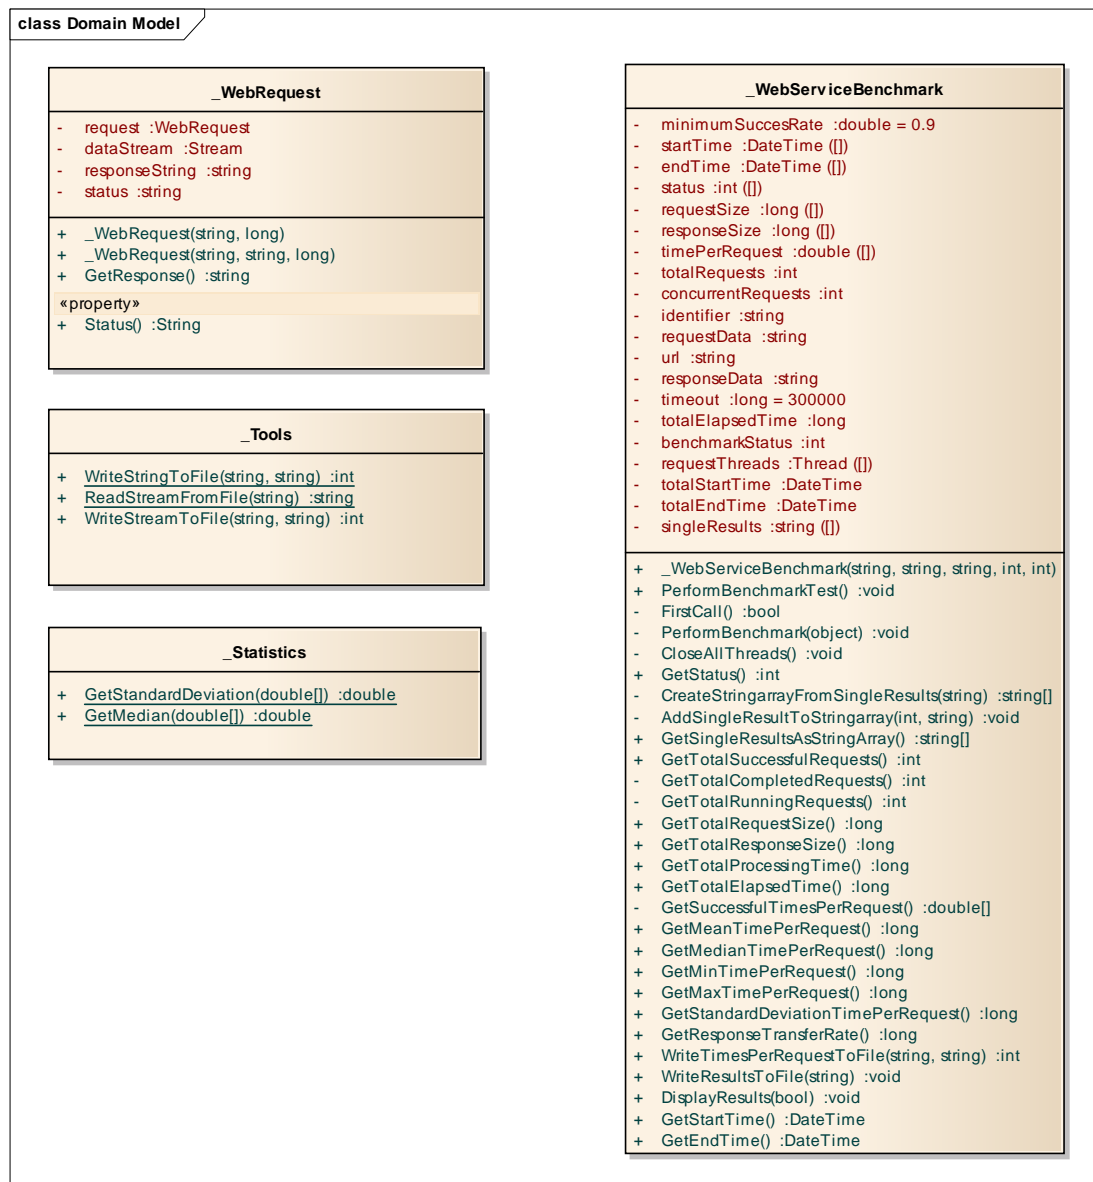 class Domain Model
_WebRequest
- request :WebRequest
- dataStream :Stream
- responseString :string
- status :string
+ _WebRequest(string, long)
+ _WebRequest(string, string, long)
+ GetResponse() :string
«property»
+ Status() :String
_Tools
+ WriteStringToFile(string, string) :int
+ ReadStreamFromFile(string) :string
+ WriteStreamToFile(string, string) :int
_Statistics
+ GetStandardDeviation(double[]) :double
+ GetMedian(double[]) :double
_WebServiceBenchmark
- minimumSuccesRate :double = 0.9
- startTime :DateTime ([])
- endTime :DateTime ([])
- status :int ([])
- requestSize :long ([])
- responseSize :long ([])
- timePerRequest :double ([])
- totalRequests :int
- concurrentRequests :int
- identifier :string
- requestData :string
- url :string
- responseData :string
- timeout :long = 300000
- totalElapsedTime :long
- benchmarkStatus :int
- requestThreads :Thread ([])
- totalStartTime :DateTime
- totalEndTime :DateTime
- singleResults :string ([])
+ _WebServiceBenchmark(string, string, string, int, int)
+ PerformBenchmarkTest() :void
- FirstCall() :bool
- PerformBenchmark(object) :void
- CloseAllThreads() :void
+ GetStatus() :int
- CreateStringarrayFromSingleResults(string) :string[]
- AddSingleResultToStringarray(int, string) :void
+ GetSingleResultsAsStringArray() :string[]
+ GetTotalSuccessfulRequests() :int
- GetTotalCompletedRequests() :int
- GetTotalRunningRequests() :int
+ GetTotalRequestSize() :long
+ GetTotalResponseSize() :long
+ GetTotalProcessingTime() :long
+ GetTotalElapsedTime() :long
- GetSuccessfulTimesPerRequest() :double[]
+ GetMeanTimePerRequest() :long
+ GetMedianTimePerRequest() :long
+ GetMinTimePerRequest() :long
+ GetMaxTimePerRequest() :long
+ GetStandardDeviationTimePerRequest() :long
+ GetResponseTransferRate() :long
+ WriteTimesPerRequestToFile(string, string) :int
+ WriteResultsToFile(string) :void
+ DisplayResults(bool) :void
+ GetStartTime() :DateTime
+ GetEndTime() :DateTime